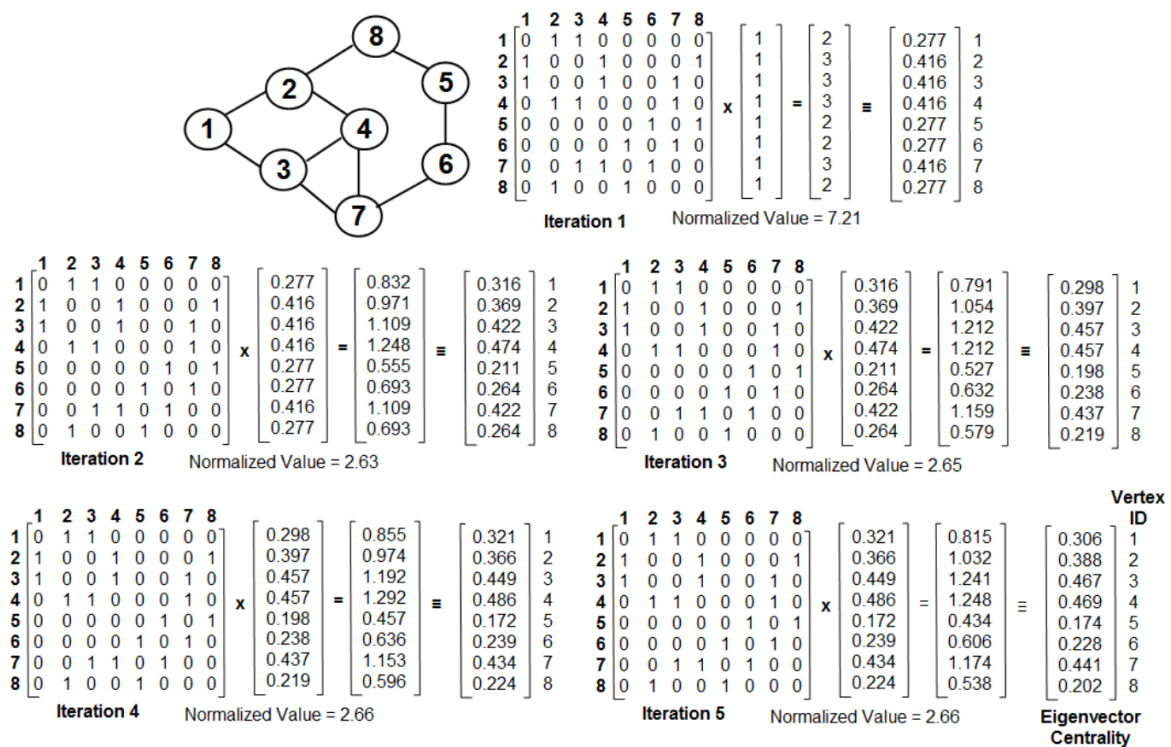 8
2
5
1
4
3
6
7
1 2 3 4 5 6 7 8
1 0 1 1 0 0 0 0 0 1 2 0.277 1
2 1 0 0 1 0 0 0 1 1 3 0.416 2
3 1 0 0 1 0 0 1 0 1 3 0.416 3
4 0 1 1 0 0 0 1 0 1 3 0.416 4
5 0 0 0 0 0 1 0 1 x 1 = 2 ≡ 0.277 5
6 0 0 0 0 1 0 1 0 1 2 0.277 6
7 0 0 1 1 0 1 0 0 1 3 0.416 7
8 0 1 0 0 1 0 0 0 1 2 0.277 8
Iteration 1 Normalized Value = 7.21
1 2 3 4 5 6 7 8
1 0 1 1 0 0 0 0 0 0.277 0.832 0.316 1
2 1 0 0 1 0 0 0 1 0.416 0.971 0.369 2
3 1 0 0 1 0 0 1 0 0.416 1.109 0.422 3
4 0 1 1 0 0 0 1 0 x 0.416 = 1.248 ≡ 0.474 4
5 0 0 0 0 0 1 0 1 0.277 0.555 0.211 5
6 0 0 0 0 1 0 1 0 0.277 0.693 0.264 6
7 0 0 1 1 0 1 0 0 0.416 1.109 0.422 7
8 0 1 0 0 1 0 0 0 0.277 0.693 0.264 8
Iteration 2 Normalized Value = 2.63
1 2 3 4 5 6 7 8
1 0 1 1 0 0 0 0 0 0.316 0.791 0.298 1
2 1 0 0 1 0 0 0 1 0.369 1.054 0.397 2
3 1 0 0 1 0 0 1 0 0.422 1.212 0.457 3
4 0 1 1 0 0 0 1 0 x 0.474 = 1.212 ≡ 0.457 4
5 0 0 0 0 0 1 0 1 0.211 0.527 0.198 5
6 0 0 0 0 1 0 1 0 0.264 0.632 0.238 6
7 0 0 1 1 0 1 0 0 0.422 1.159 0.437 7
8 0 1 0 0 1 0 0 0 0.264 0.579 0.219 8
Iteration 3 Normalized Value = 2.65
1 2 3 4 5 6 7 8
1 0 1 1 0 0 0 0 0 0.298 0.855 0.321 1
2 1 0 0 1 0 0 0 1 0.397 0.974 0.366 2
3 1 0 0 1 0 0 1 0 0.457 1.192 0.449 3
4 0 1 1 0 0 0 1 0 x 0.457 = 1.292 ≡ 0.486 4
5 0 0 0 0 0 1 0 1 0.198 0.457 0.172 5
6 0 0 0 0 1 0 1 0 0.238 0.636 0.239 6
7 0 0 1 1 0 1 0 0 0.437 1.153 0.434 7
8 0 1 0 0 1 0 0 0 0.219 0.596 0.224 8
Iteration 4 Normalized Value = 2.66
Vertex
ID
1 2 3 4 5 6 7 8
1 0 1 1 0 0 0 0 0 0.321 0.815 0.306 1
2 1 0 0 1 0 0 0 1 0.366 1.032 0.388 2
3 1 0 0 1 0 0 1 0 0.449 1.241 0.467 3
4 0 1 1 0 0 0 1 0 x 0.486 = 1.248 ≡ 0.469 4
5 0 0 0 0 0 1 0 1 0.172 0.434 0.174 5
6 0 0 0 0 1 0 1 0 0.239 0.606 0.228 6
7 0 0 1 1 0 1 0 0 0.434 1.174 0.441 7
8 0 1 0 0 1 0 0 0 0.224 0.538 0.202 8
Iteration 5 Normalized Value = 2.66
Eigenvector
Centrality